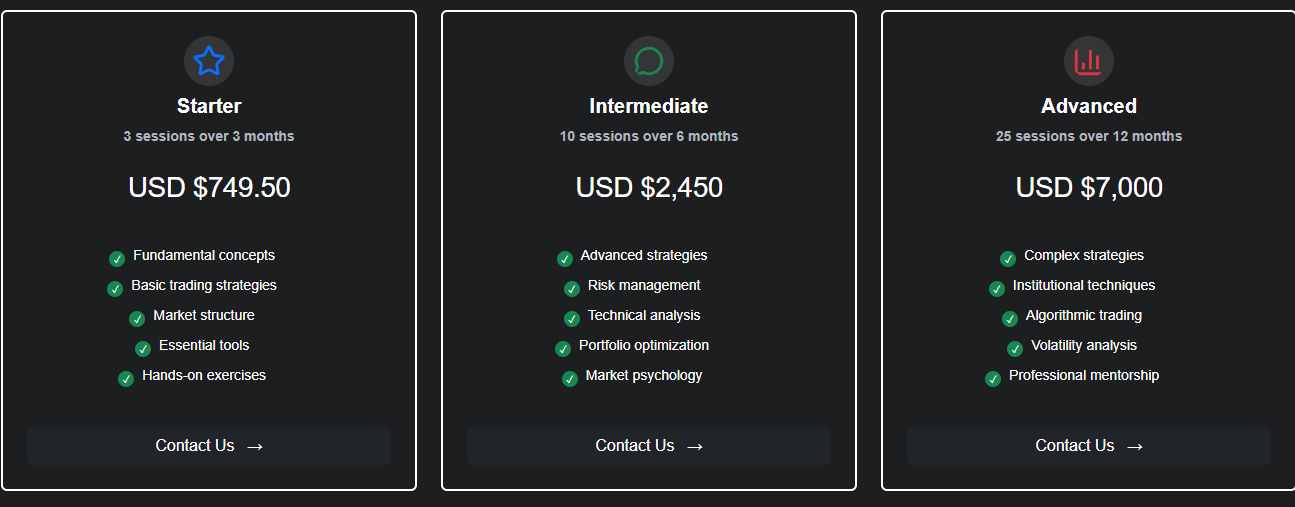 Starter
3 sessions over 3 months
USD $749.50
Fundamental concepts
Basic trading strategies
Market structure
Essential tools
Hands-on exercises
Contact Us →
Intermediate
10 sessions over 6 months
USD $2,450
Advanced strategies
Risk management
Technical analysis
Portfolio optimization
Market psychology
Contact Us →
Advanced
25 sessions over 12 months
USD $7,000
Complex strategies
Institutional techniques
Algorithmic trading
Volatility analysis
Professional mentorship
Contact Us →